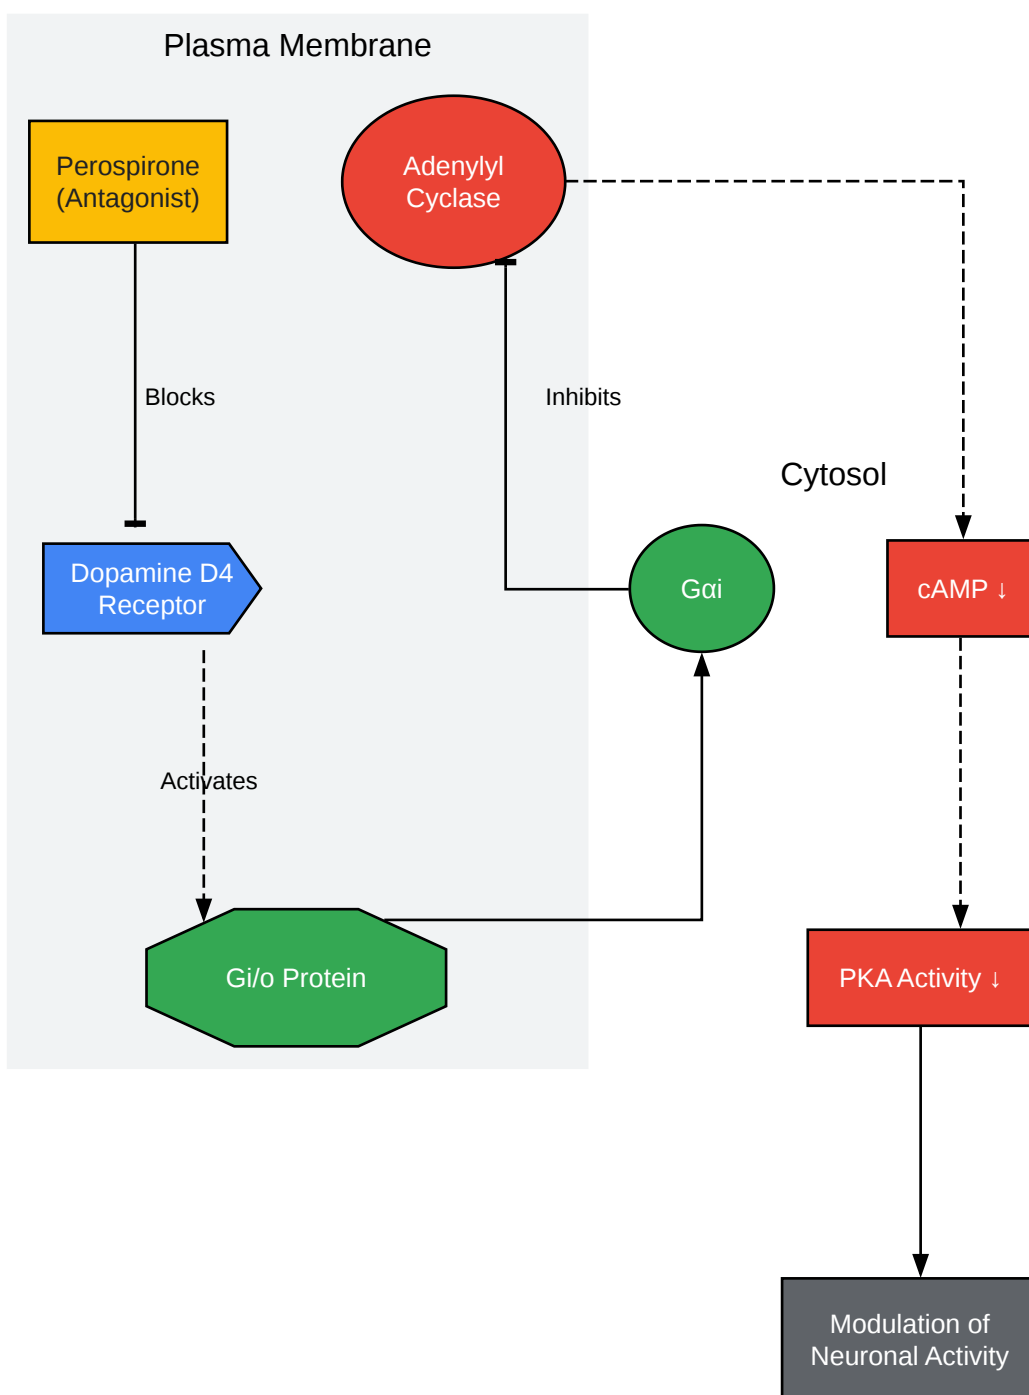 Plasma Membrane
Perospirone
(Antagonist)
Adenylyl
Cyclase
Blocks
Inhibits
Cytosol
Dopamine D4
Receptor
Gαi
cAMP ↓
Activates
Gi/o Protein
PKA Activity ↓
Modulation of
Neuronal Activity